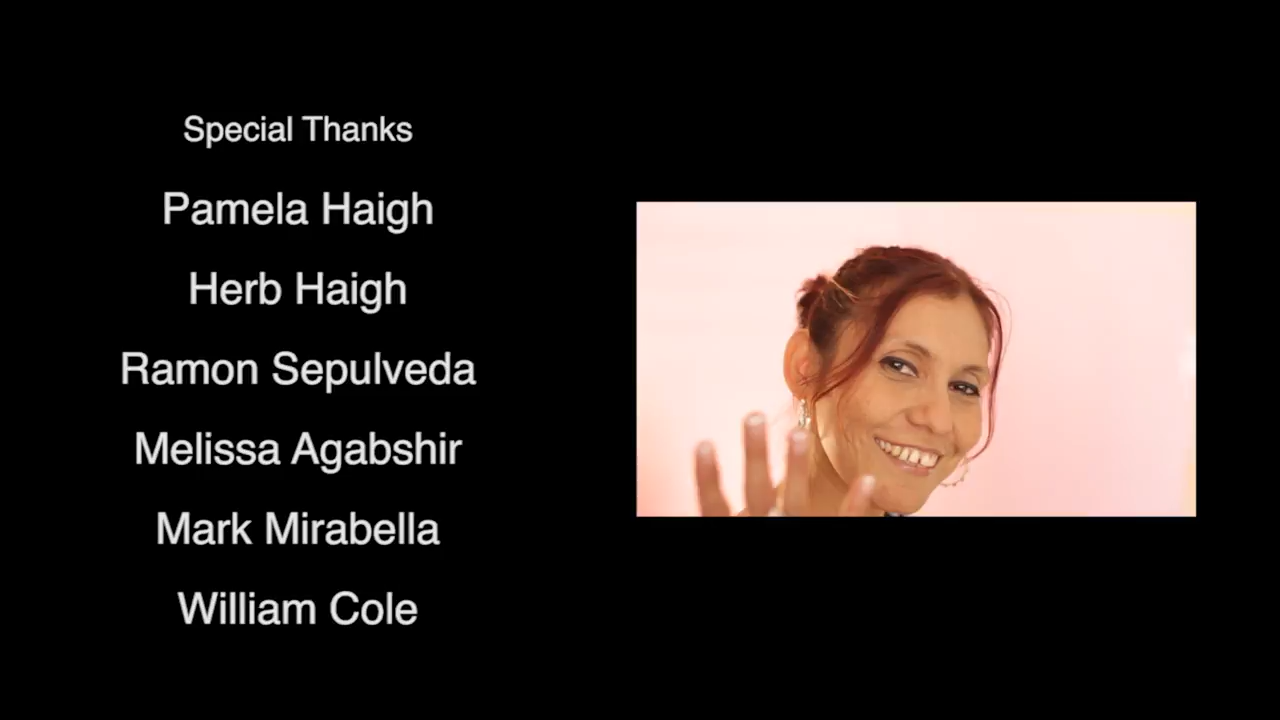 Special Thanks
Pamela Haigh
Herb Haigh
Ramon Sepulveda
Melissa Agabshir
Mark Mirabella
William Cole